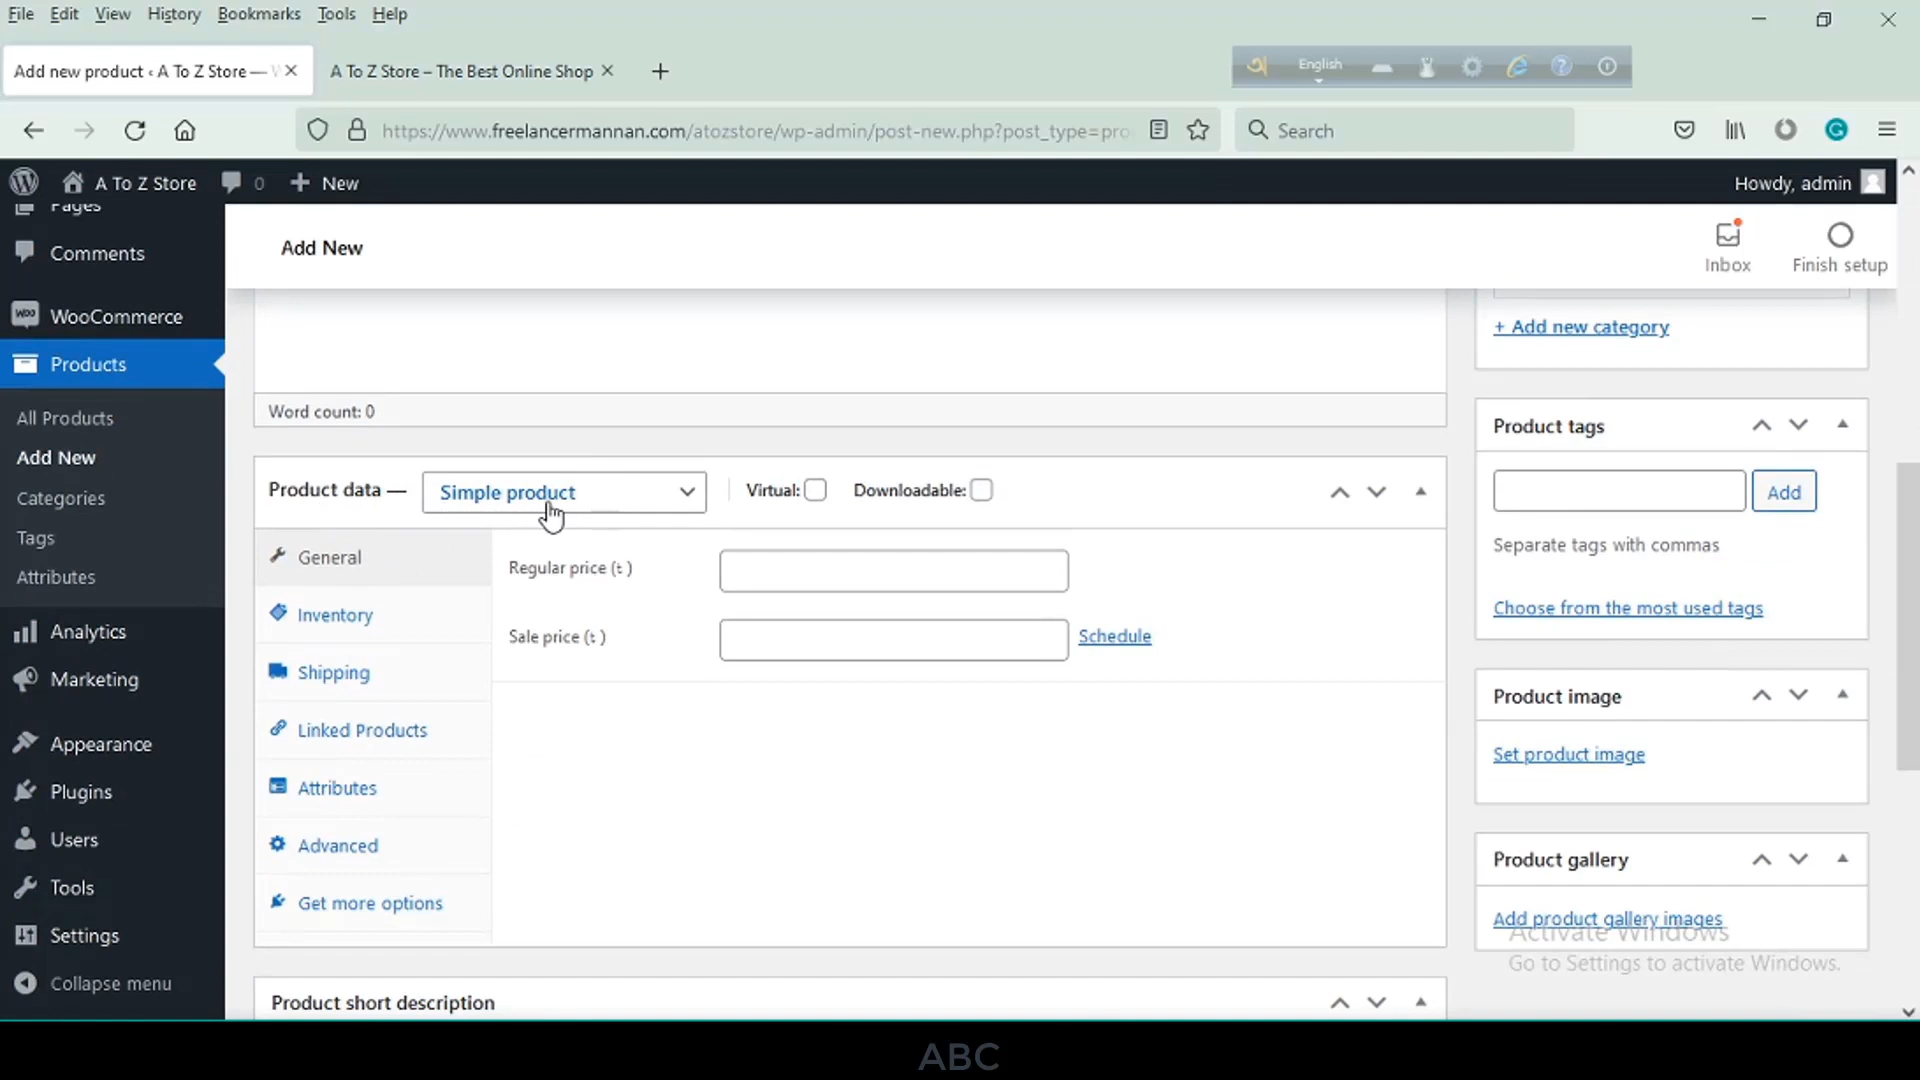 File Edit View History Bookmarks Tools Help
Add new product ‹ A To Z Store —
A To Z Store – The Best Online Shop
English
https://www.freelancermannan.com/atozstore/wp-admin/post-new.php?post_type=pro
Search
A To Z Store
0
New
Howdy, admin
Pages
Comments
WooCommerce
Products
All Products
Add New
Categories
Tags
Attributes
Analytics
Marketing
Appearance
Plugins
Users
Tools
Settings
Collapse menu
Add New
Inbox
Finish setup
Word count: 0
Product data —
Simple product
Virtual:
Downloadable:
General
Inventory
Shipping
Linked Products
Attributes
Advanced
Get more options
Regular price (৳ )
Sale price (৳ )
Schedule
Product short description
+ Add new category
Product tags
Add
Separate tags with commas
Choose from the most used tags
Product image
Set product image
Product gallery
Add product gallery images
Activate Windows
Go to Settings to activate Windows.
ABC